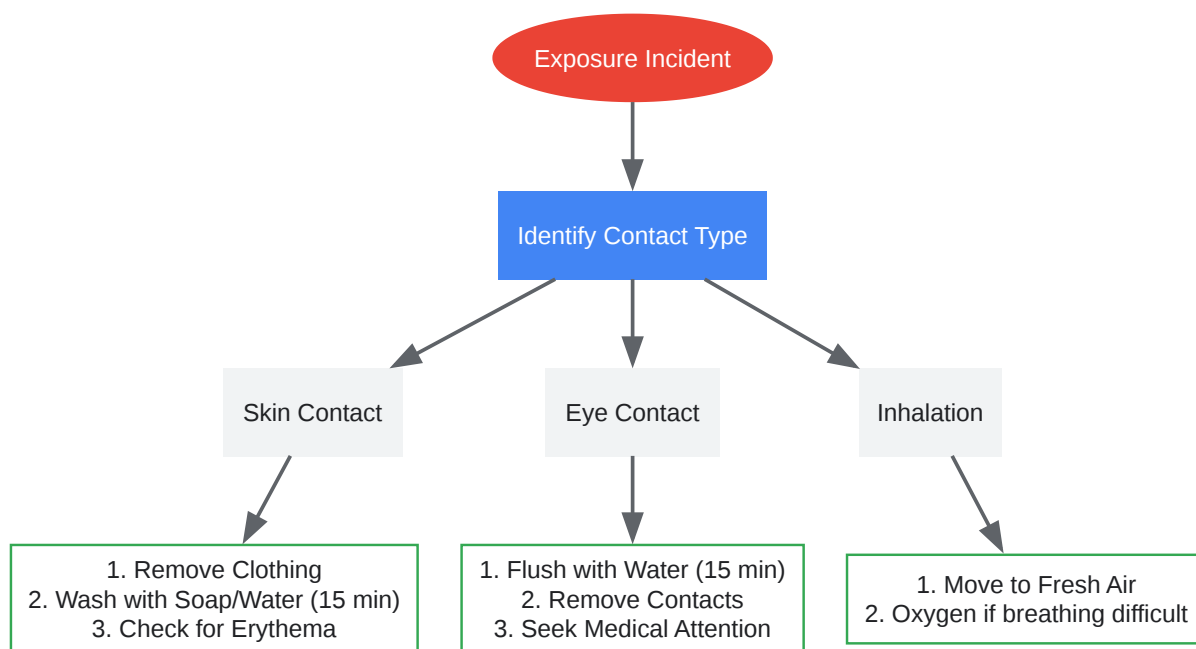 Exposure Incident
Identify Contact Type
Skin Contact
Eye Contact
Inhalation
1. Remove Clothing
2. Wash with Soap/Water (15 min)
3. Check for Erythema
1. Flush with Water (15 min)
2. Remove Contacts
3. Seek Medical Attention
1. Move to Fresh Air
2. Oxygen if breathing difficult